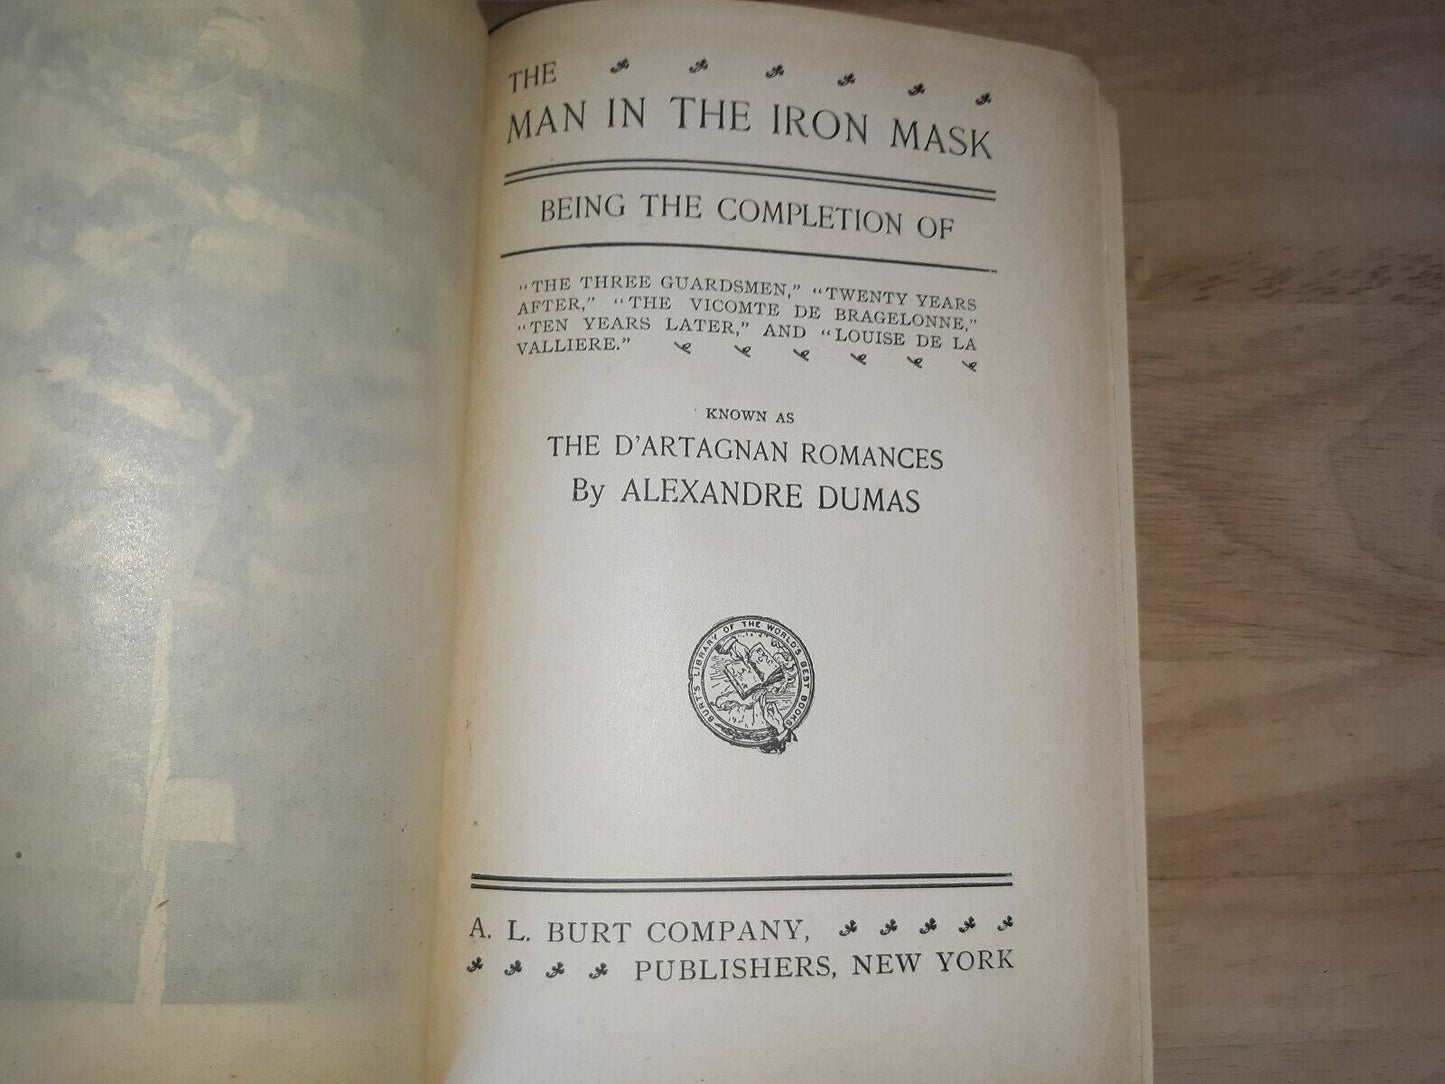 THE
MAN IN THE IRON MASK
BEING THE COMPLETION OF
“THE THREE GUARDSMEN,” “TWENTY YEARS
AFTER,” “THE VICOMTE DE BRAGELONNE,”
“TEN YEARS LATER,” AND “LOUISE DE LA
VALLIERE.”
KNOWN AS
THE D’ARTAGNAN ROMANCES
By ALEXANDRE DUMAS
BURT'S LIBRARY OF THE WORLD'S BEST BOOKS
A. L. BURT COMPANY,
PUBLISHERS, NEW YORK